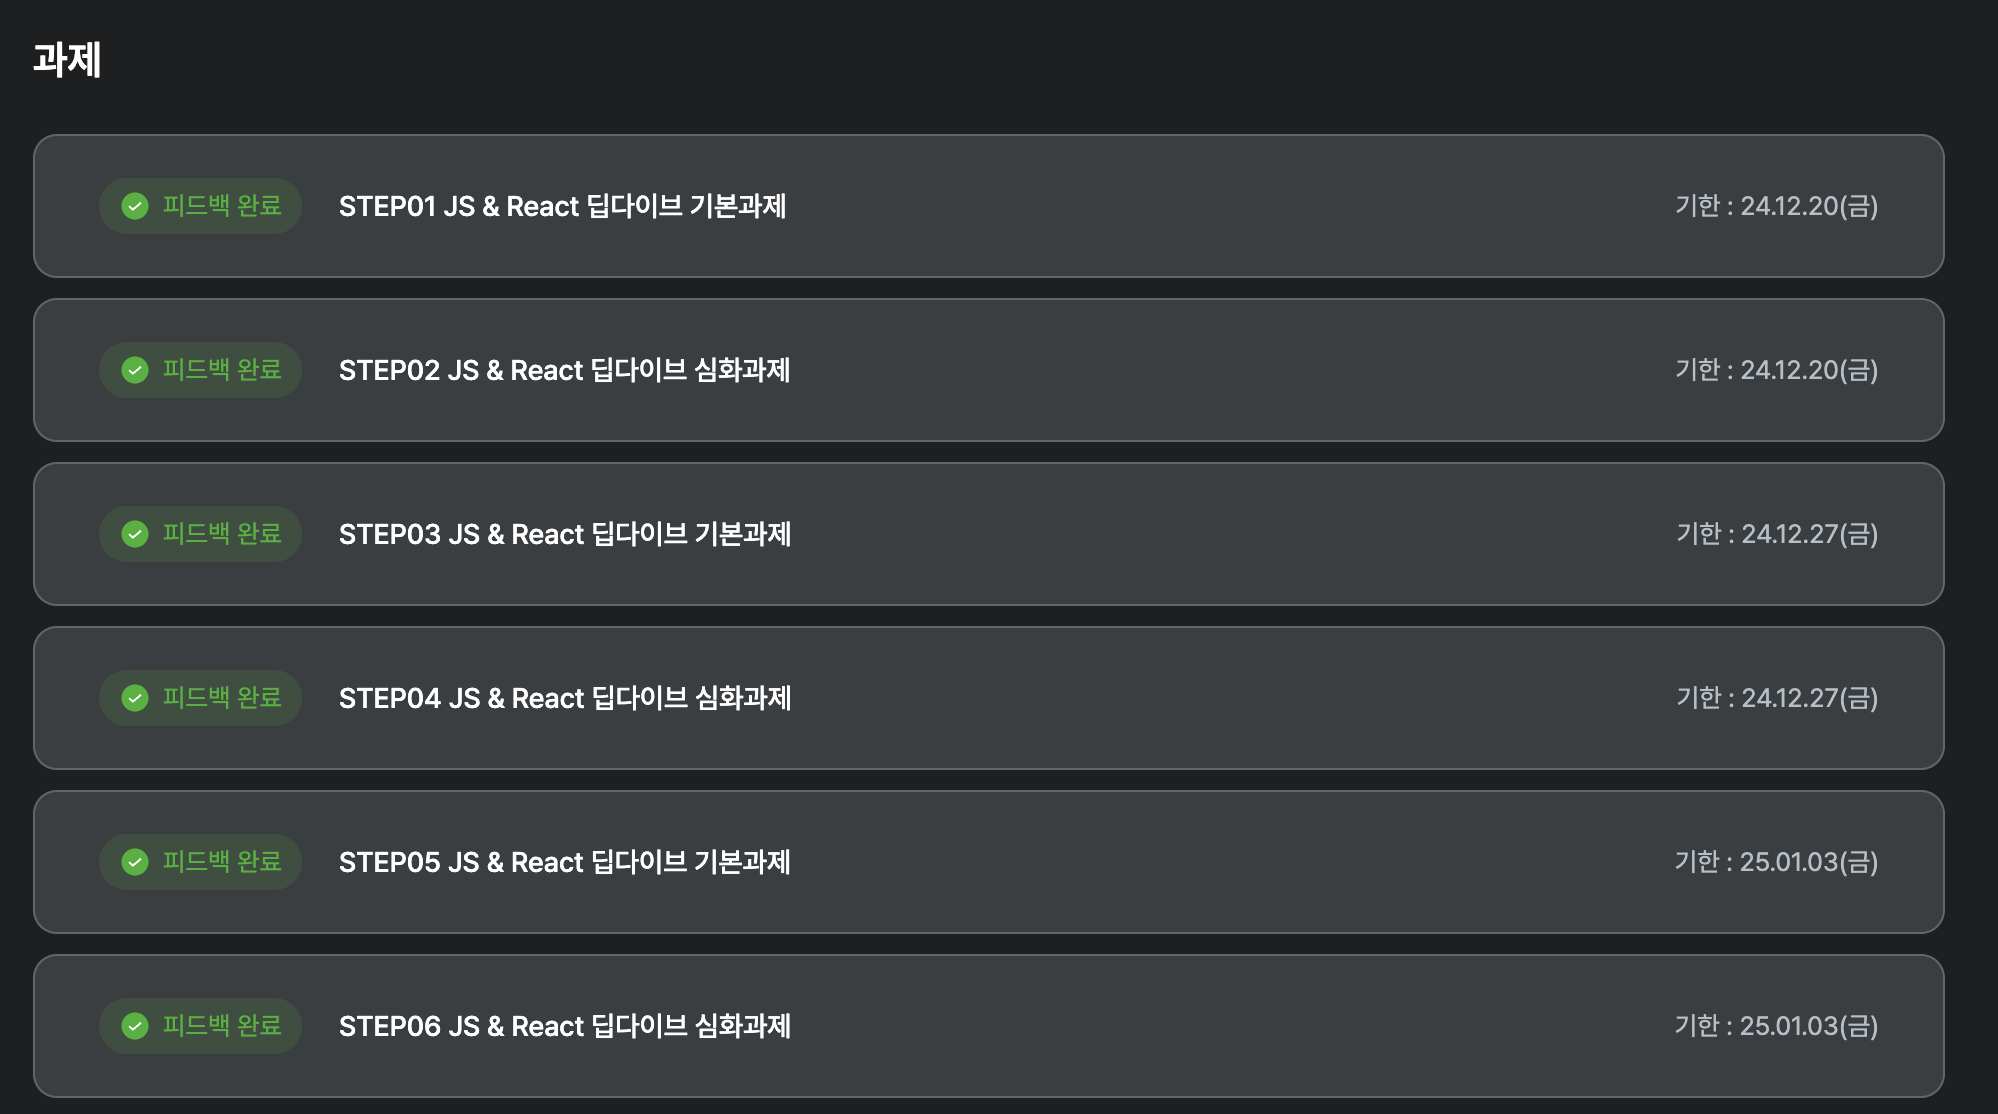 과제
피드백 완료 STEP01 JS & React 딥다이브 기본과제 기한 : 24.12.20(금)
피드백 완료 STEP02 JS & React 딥다이브 심화과제 기한 : 24.12.20(금)
피드백 완료 STEP03 JS & React 딥다이브 기본과제 기한 : 24.12.27(금)
피드백 완료 STEP04 JS & React 딥다이브 심화과제 기한 : 24.12.27(금)
피드백 완료 STEP05 JS & React 딥다이브 기본과제 기한 : 25.01.03(금)
피드백 완료 STEP06 JS & React 딥다이브 심화과제 기한 : 25.01.03(금)